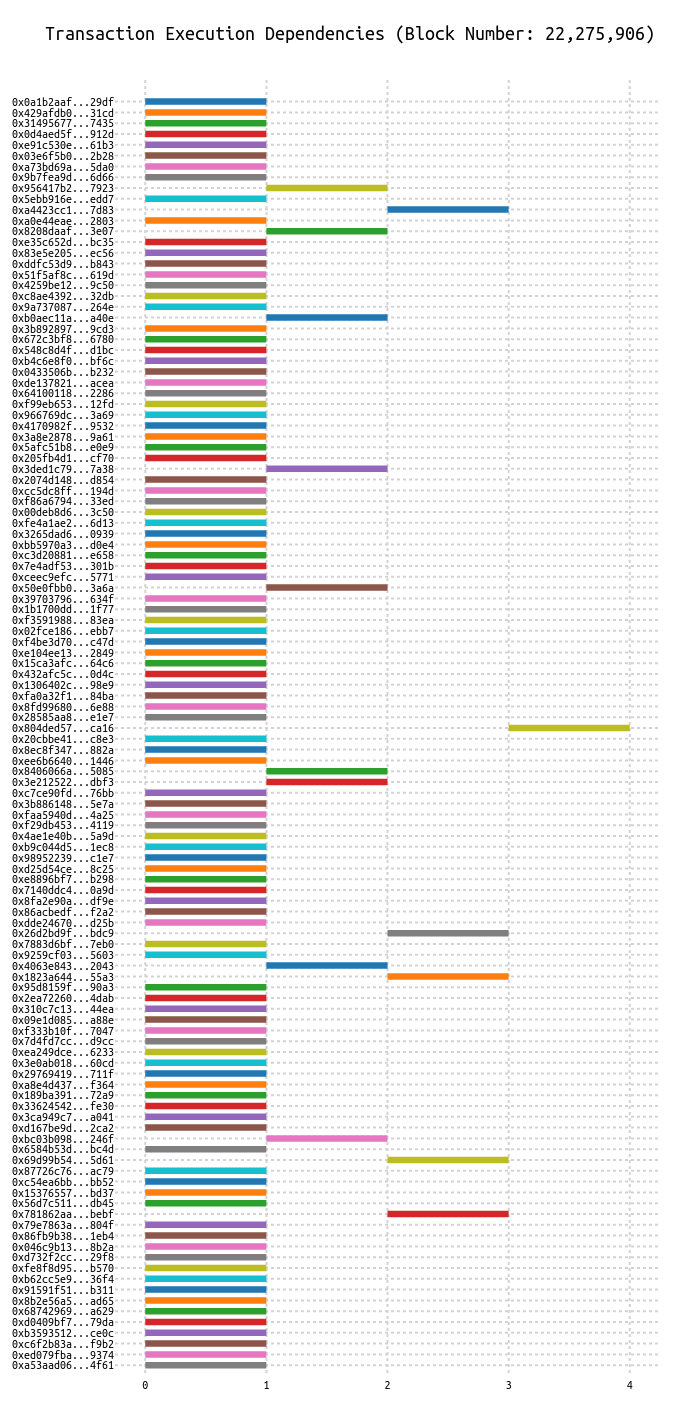 Transaction Execution Dependencies (Block Number: 22,275,906)
0x0a1b2aaf...29df
0x429afdb0...31cd
0x31495677...7435
0x0d4aed5f...912d
0xe91c530e...61b3
0x03e6f5b0...2b28
0xa73bd69a...5da0
0x9b7fea9d...6d66
0x956417b2...7923
0x5ebb916e...edd7
0xa4423cc1...7d83
0xa0e44eae...2803
0x8208daaf...3e07
0xe35c652d...bc35
0x83e5e205...ec56
0xddfc53d9...b843
0x51f5af8c...619d
0x4259be12...9c50
0xc8ae4392...32db
0x9a737087...264e
0xb0aec11a...a40e
0x3b892897...9cd3
0x672c3bf8...6780
0x548c8d4f...d1bc
0xb4c6e8f0...bf6c
0x0433506b...b232
0xde137821...acea
0x64100118...2286
0xf99eb653...12fd
0x966769dc...3a69
0x4170982f...9532
0x3a8e2878...9a61
0x5afc51b8...e0e9
0x205fb4d1...cf70
0x3ded1c79...7a38
0x2074d148...d854
0xcc5dc8ff...194d
0xf86a6794...33ed
0x00deb8d6...3c50
0xfe4a1ae2...6d13
0x3265dad6...0939
0xbb5970a3...d0e4
0xc3d20881...e658
0x7e4adf53...301b
0xceec9efc...5771
0x50e0fbb0...3a6a
0x39703796...634f
0x1b1700dd...1f77
0xf3591988...83ea
0x02fce186...ebb7
0xf4be3d70...c47d
0xe104ee13...2849
0x15ca3afc...64c6
0x432afc5c...0d4c
0x1306402c...98e9
0xfa0a32f1...84ba
0x8fd99680...6e88
0x28585aa8...e1e7
0x804ded57...ca16
0x20cbbe41...c8e3
0x8ec8f347...882a
0xee6b6640...1446
0x8406066a...5085
0x3e212522...dbf3
0xc7ce90fd...76bb
0x3b886148...5e7a
0xfaa5940d...4a25
0xf29db453...4119
0x4ae1e40b...5a9d
0xb9c044d5...1ec8
0x98952239...c1e7
0xd25d54ce...8c25
0xe8896bf7...b298
0x7140ddc4...0a9d
0x8fa2e90a...df9e
0x86acbedf...f2a2
0xdde24670...d25b
0x26d2bd9f...bdc9
0x7883d6bf...7eb0
0x9259cf03...5603
0x4063e843...2043
0x1823a644...55a3
0x95d8159f...90a3
0x2ea72260...4dab
0x310c7c13...44ea
0x09e1d085...a88e
0xf333b10f...7047
0x7d4fd7cc...d9cc
0xea249dce...6233
0x3e0ab018...60cd
0x29769419...711f
0xa8e4d437...f364
0x189ba391...72a9
0x33624542...fe30
0x3ca949c7...a041
0xd167be9d...2ca2
0xbc03b098...246f
0x6584b53d...bc4d
0x69d99b54...5d61
0x87726c76...ac79
0xc54ea6bb...bb52
0x15376557...bd37
0x56d7c511...db45
0x781862aa...bebf
0x79e7863a...804f
0x86fb9b38...1eb4
0x046c9b13...8b2a
0xd732f2cc...29f8
0xfe8f8d95...b570
0xb62cc5e9...36f4
0x91591f51...b311
0x8b2e56a5...ad65
0x68742969...a629
0xd0409bf7...79da
0xb3593512...ce0c
0xc6f2b83a...f9b2
0xed079fba...9374
0xa53aad06...4f61
0 1 2 3 4